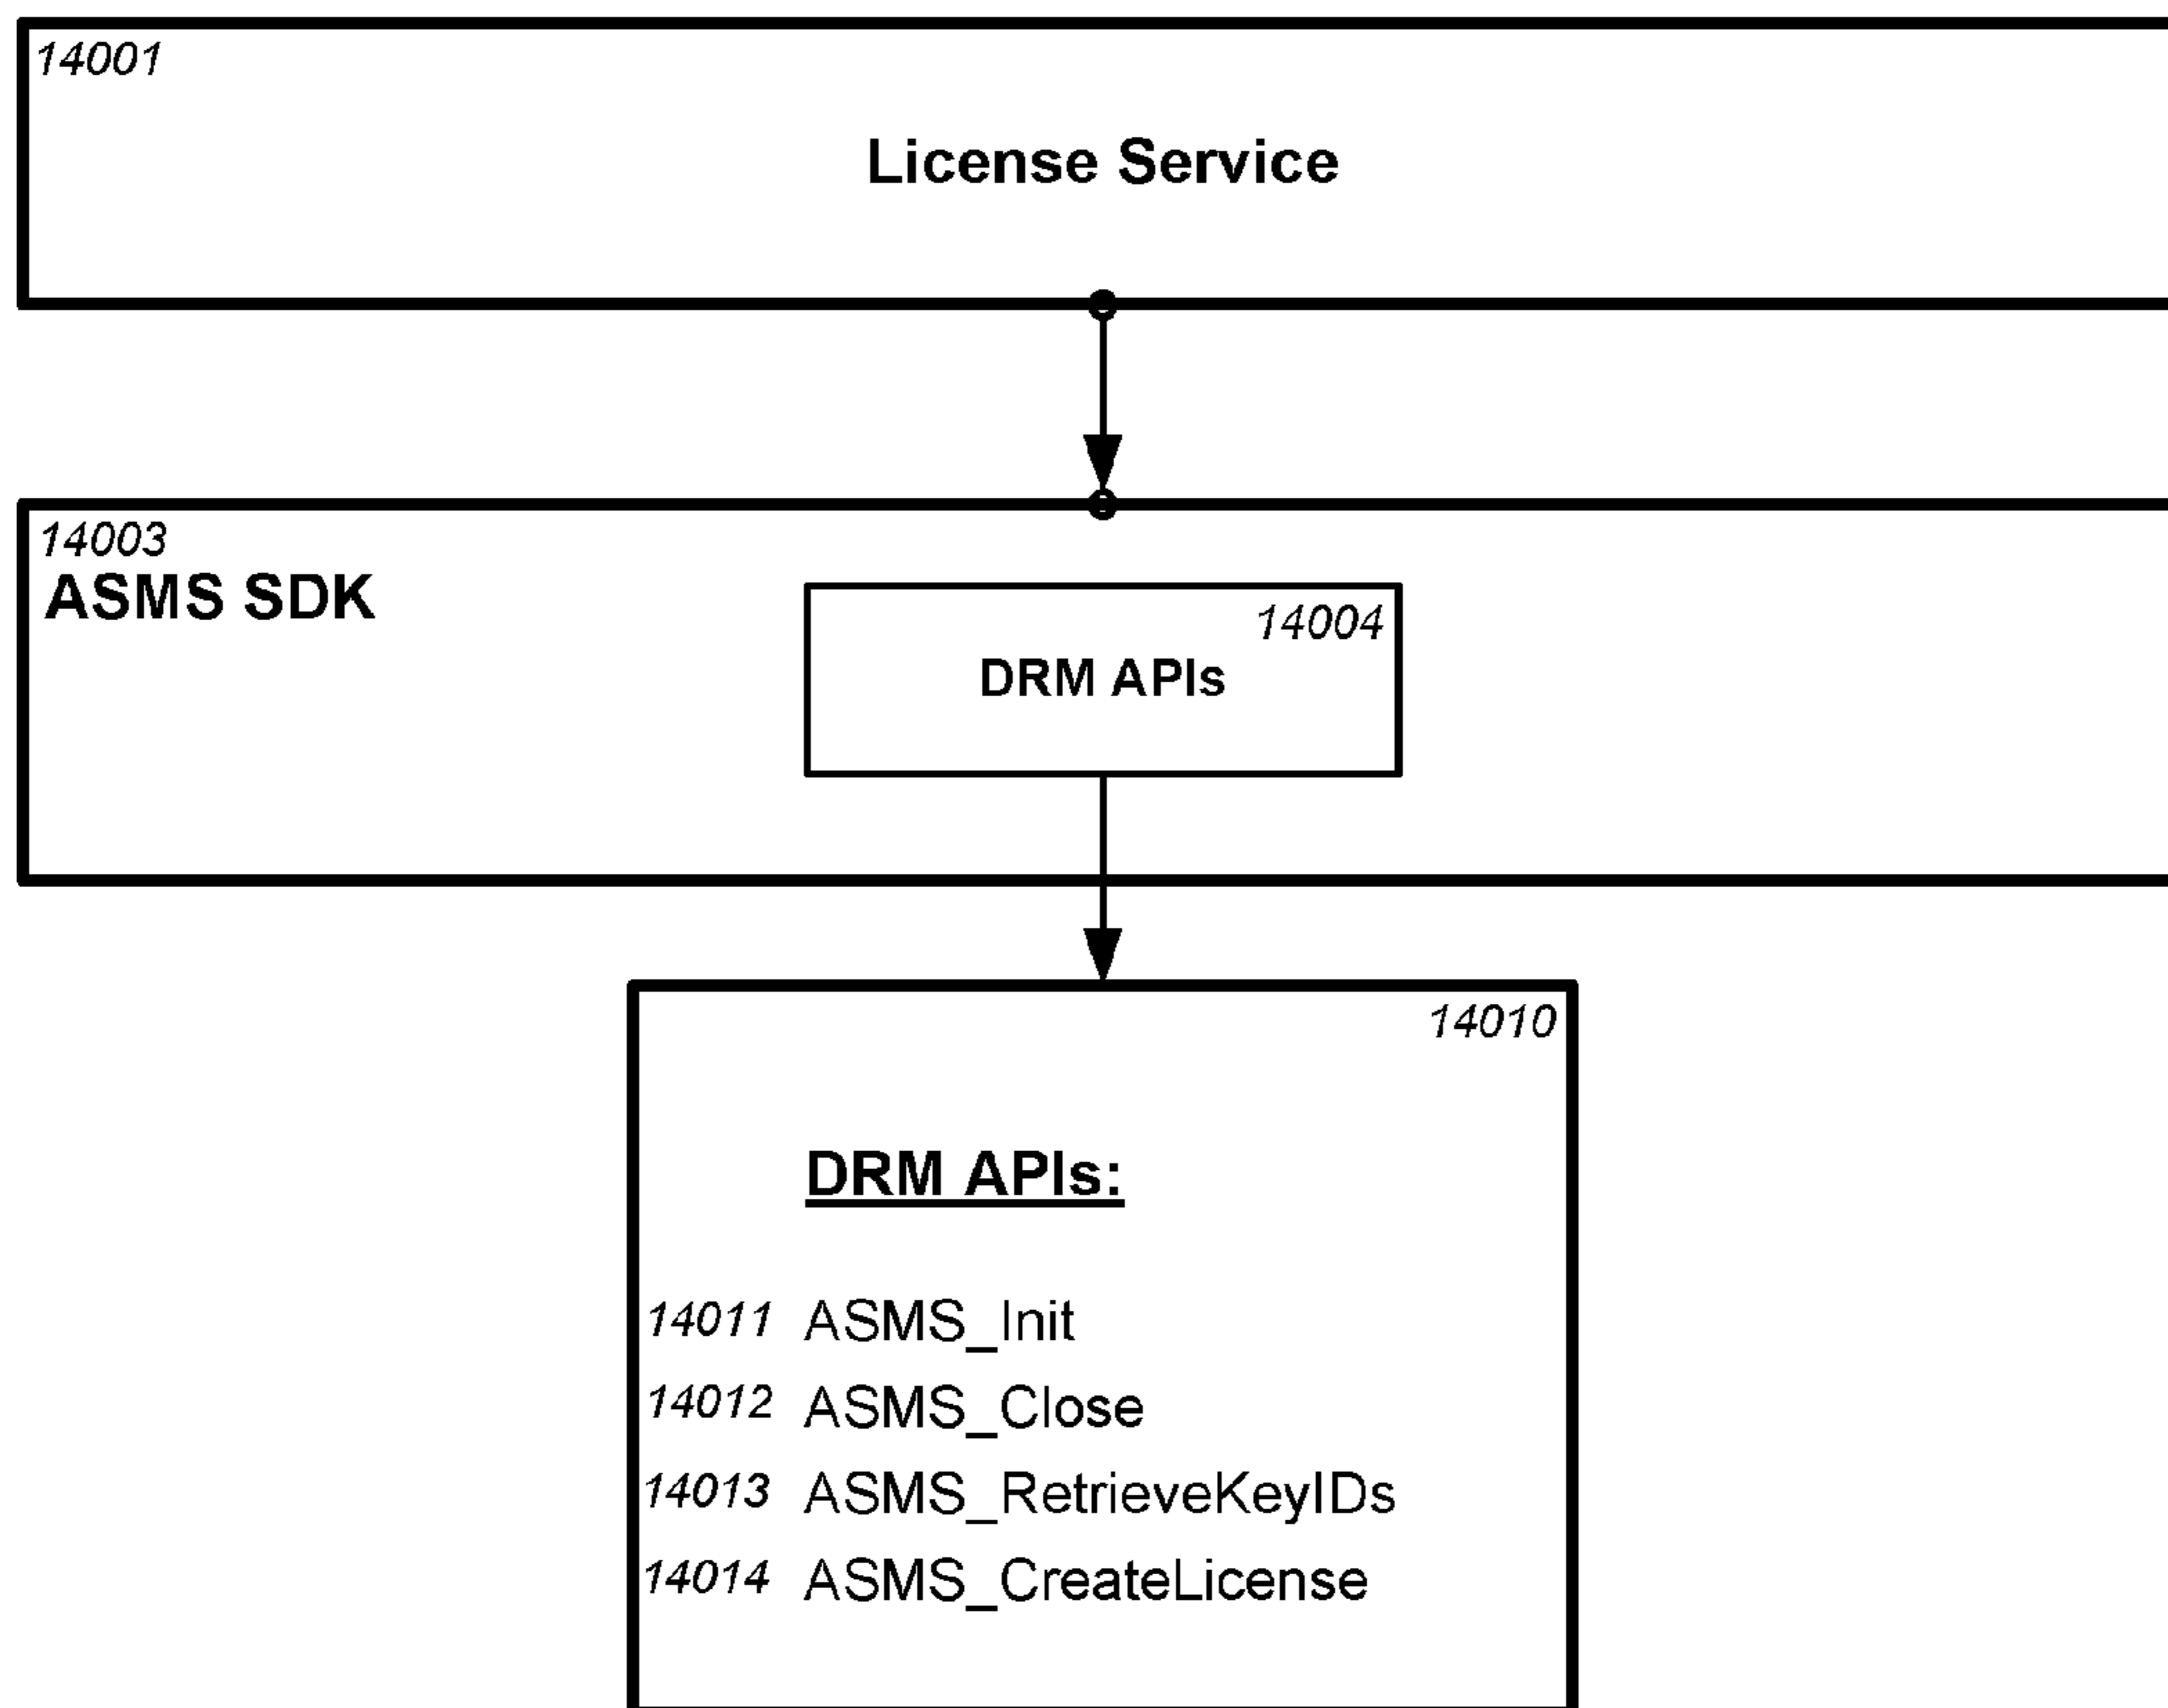 14001
License Service
14003
ASMS SDK
14004
DRM APIs
14010
DRM APIs:
14011 ASMS_Init
14012 ASMS_Close
14013 ASMS_RetrieveKeyIDs
14014 ASMS_CreateLicense